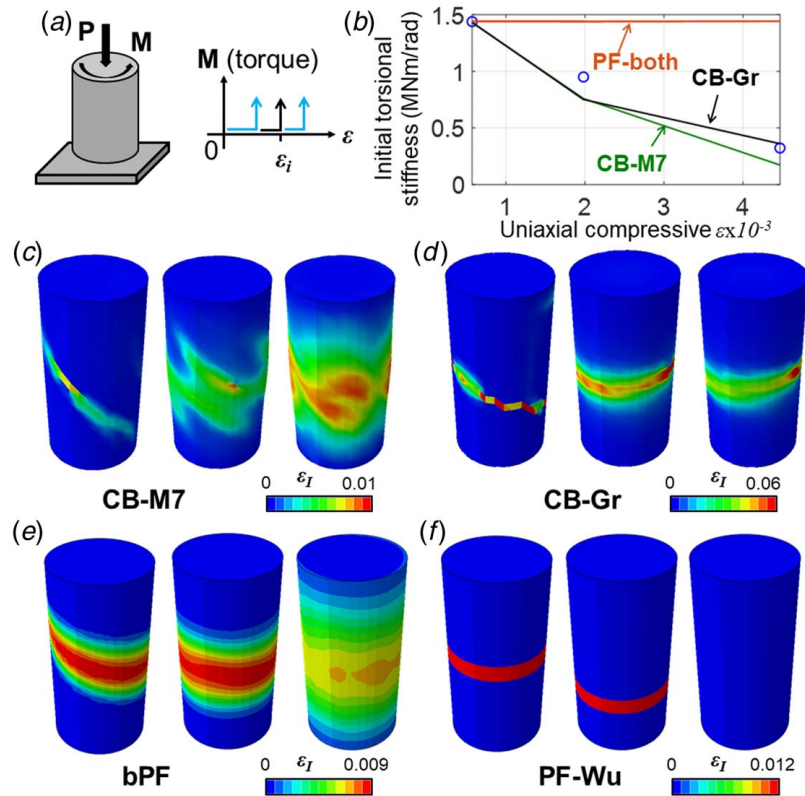 (a)
P
M
M (torque)
0
ε
εi
(b)
Initial torsional
stiffness (MNm/rad)
1.5
1
0.5
0
PF-both
CB-Gr
CB-M7
1 2 3 4
Uniaxial compressive εx10-3
(c)
CB-M7
0 εI 0.01
(d)
CB-Gr
0 εI 0.06
(e)
bPF
0 εI 0.009
(f)
PF-Wu
0 εI 0.012